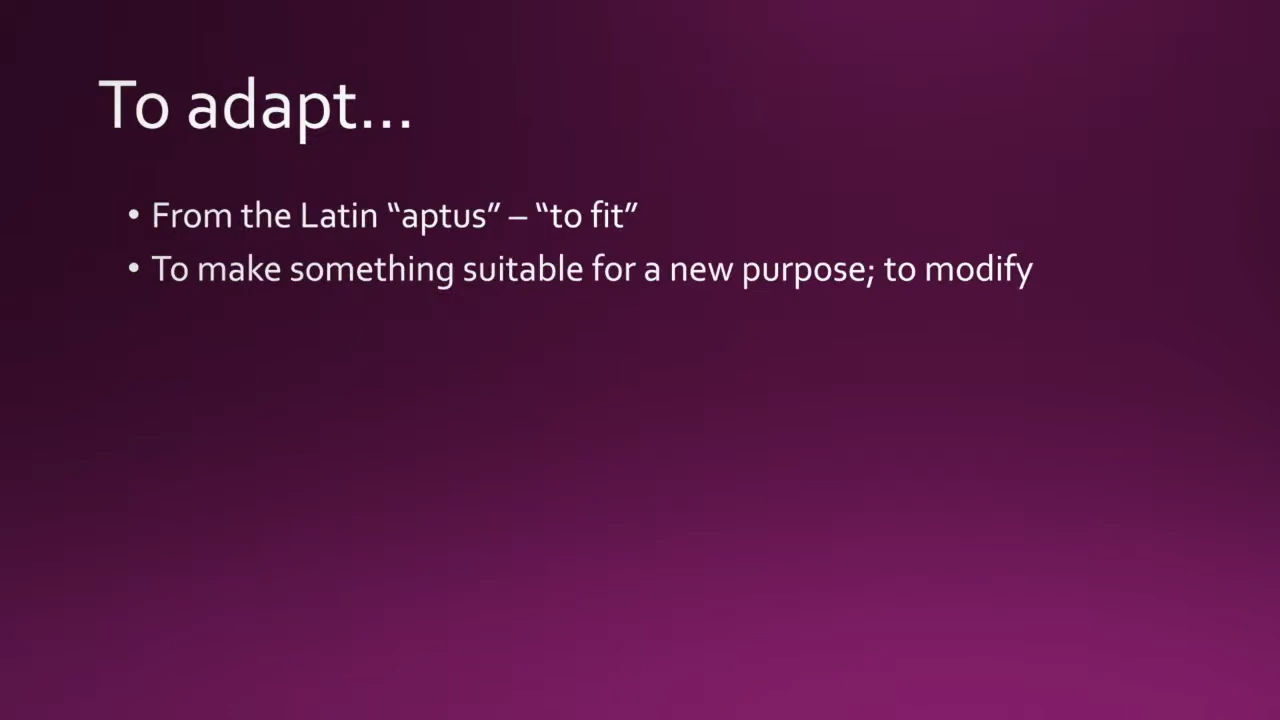 To adapt...
• From the Latin “aptus” – “to fit”
• To make something suitable for a new purpose; to modify